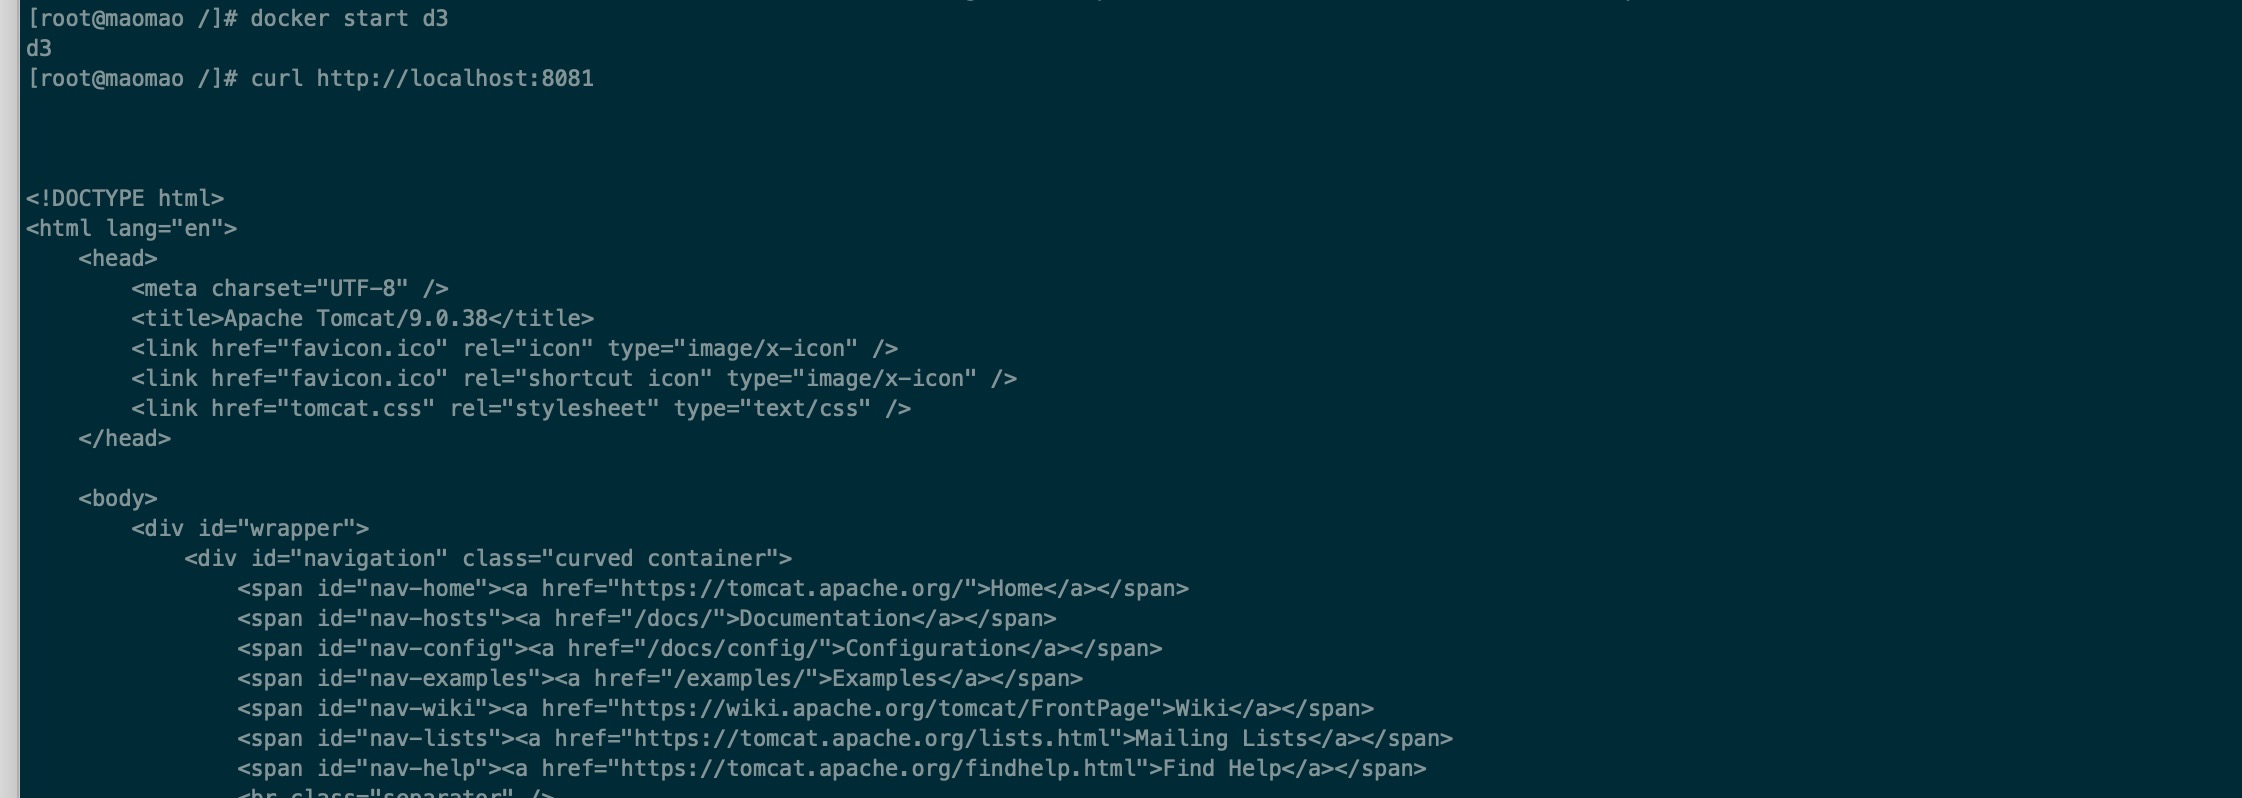 [root@maomao /]# docker start d3
d3
[root@maomao /]# curl http://localhost:8081
<!DOCTYPE html>
<html lang="en">
    <head>
        <meta charset="UTF-8" />
        <title>Apache Tomcat/9.0.38</title>
        <link href="favicon.ico" rel="icon" type="image/x-icon" />
        <link href="favicon.ico" rel="shortcut icon" type="image/x-icon" />
        <link href="tomcat.css" rel="stylesheet" type="text/css" />
    </head>
    <body>
        <div id="wrapper">
            <div id="navigation" class="curved container">
                <span id="nav-home"><a href="https://tomcat.apache.org/">Home</a></span>
                <span id="nav-hosts"><a href="/docs/">Documentation</a></span>
                <span id="nav-config"><a href="/docs/config/">Configuration</a></span>
                <span id="nav-examples"><a href="/examples/">Examples</a></span>
                <span id="nav-wiki"><a href="https://wiki.apache.org/tomcat/FrontPage">Wiki</a></span>
                <span id="nav-lists"><a href="https://tomcat.apache.org/lists.html">Mailing Lists</a></span>
                <span id="nav-help"><a href="https://tomcat.apache.org/findhelp.html">Find Help</a></span>
                <br class="separator" />